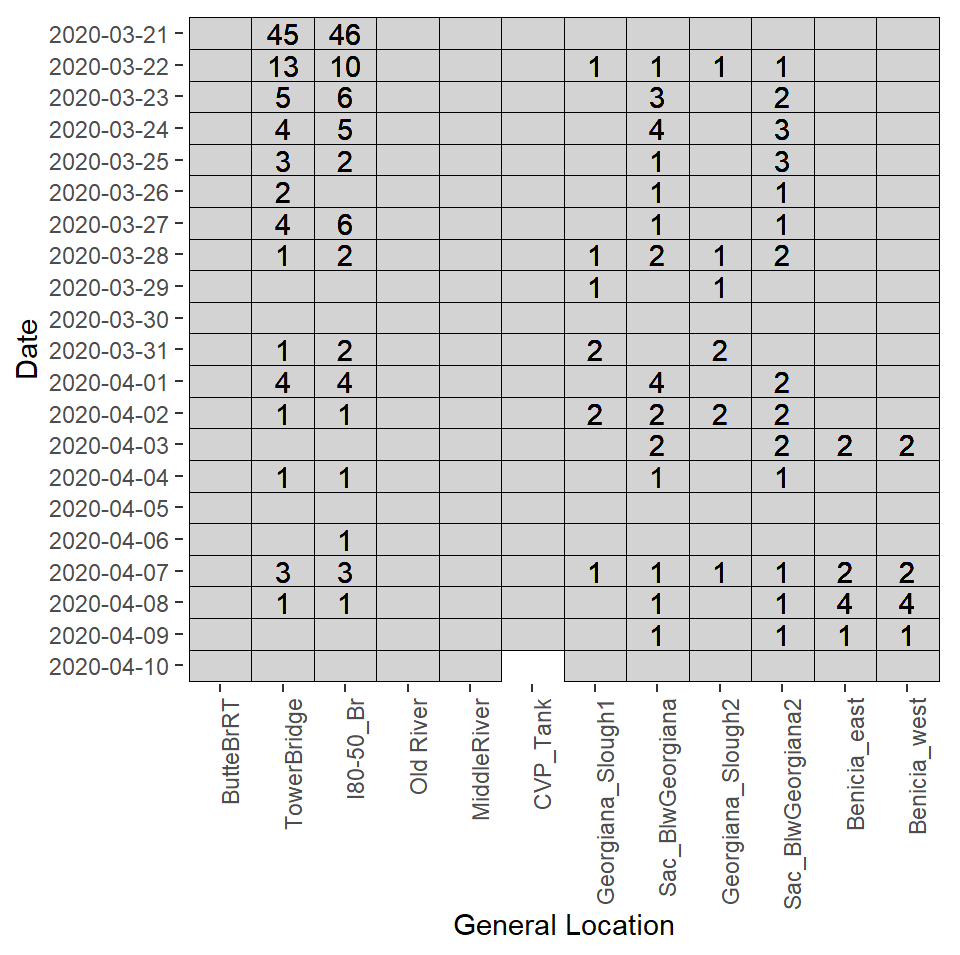 2020-03-21 45 46
2020-03-22 13 10 1 1 1 1
2020-03-23 5 6 3 2
2020-03-24 4 5 4 3
2020-03-25 3 2 1 3
2020-03-26 2 1 1
2020-03-27 4 6 1 1
2020-03-28 1 2 1 2 1 2
2020-03-29 1 1
2020-03-30
2020-03-31 1 2 2 2
2020-04-01 4 4 4 2
2020-04-02 1 1 2 2 2 2
2020-04-03 2 2 2 2
2020-04-04 1 1 1 1
2020-04-05
2020-04-06 1
2020-04-07 3 3 1 1 1 1 2 2
2020-04-08 1 1 1 1 4 4
2020-04-09 1 1 1 1
2020-04-10
Date
ButteBrRT
TowerBridge
I80-50_Br
Old River
MiddleRiver
CVP_Tank
Georgiana_Slough1
Sac_BlwGeorgiana
Georgiana_Slough2
Sac_BlwGeorgiana2
Benicia_east
Benicia_west
General Location